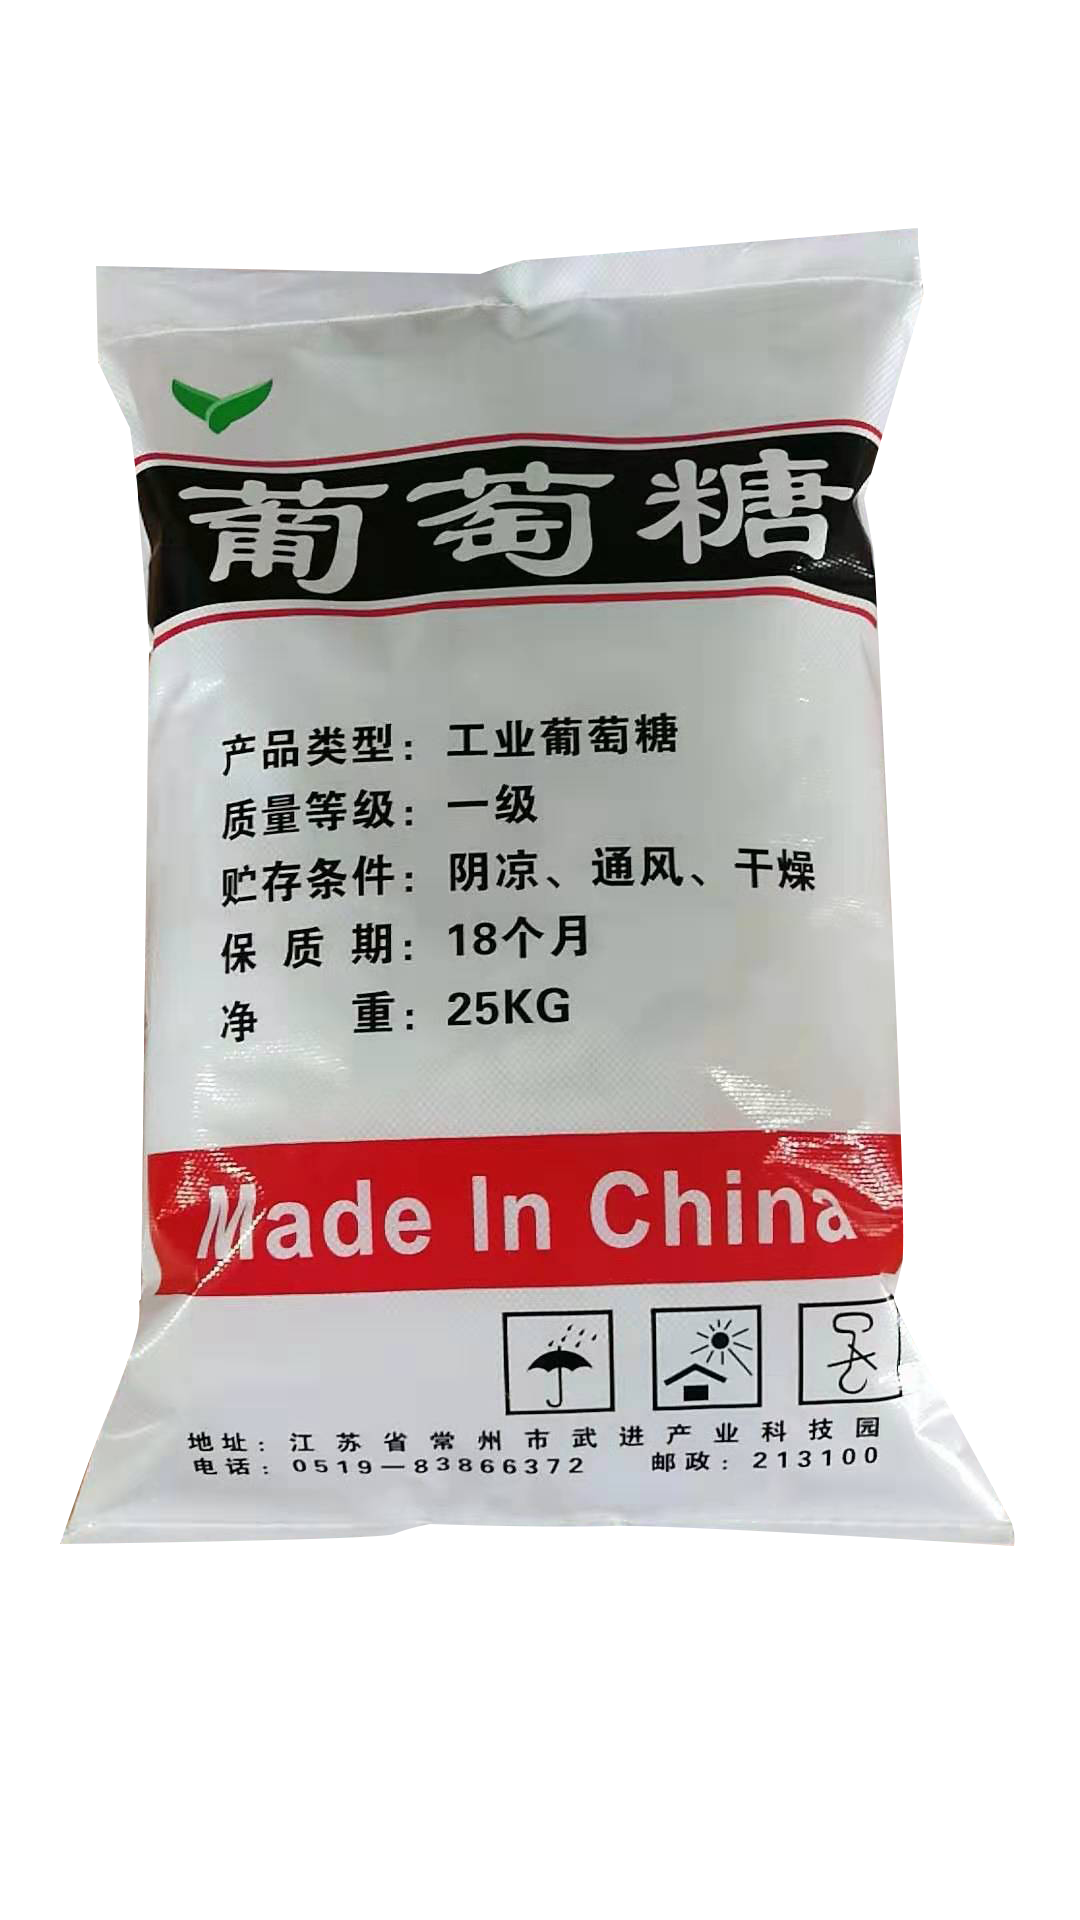 葡萄糖
产品类型：工业葡萄糖
质量等级：一级
贮存条件：阴凉、通风、干燥
保质期：18个月
净重：25KG
Made In China
地址：江苏省常州市武进产业科技园
电话：0519—83866372 邮政：213100